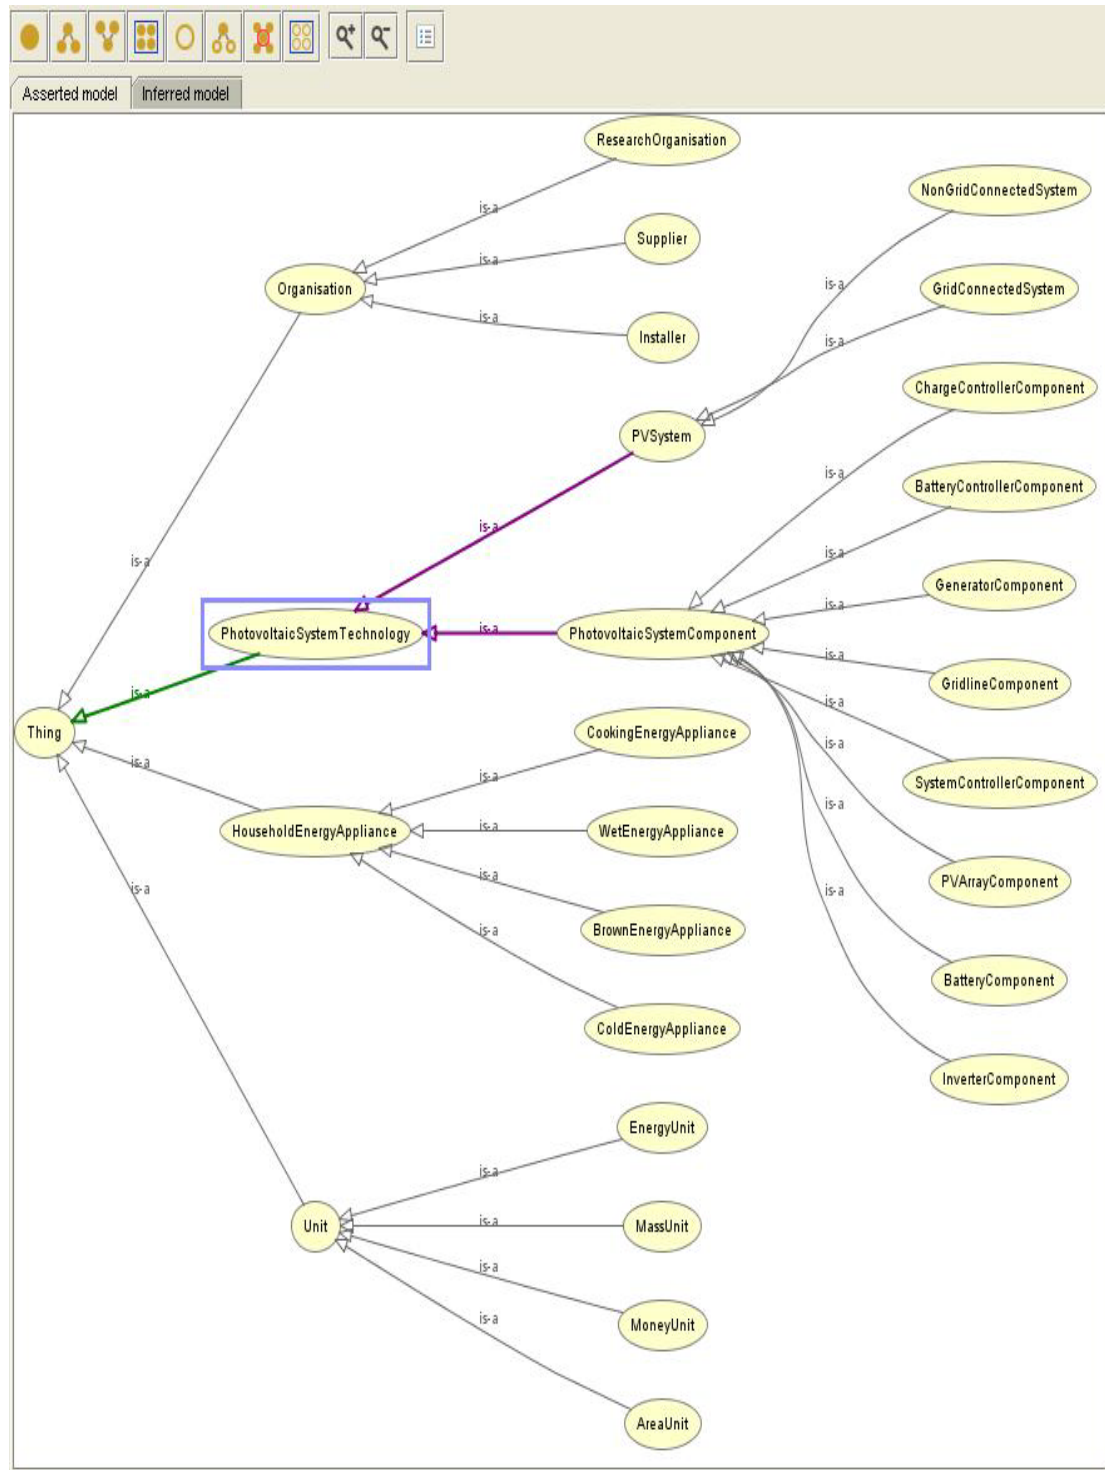 Asserted model
Inferred model
ResearchOrganisation
NonGridConnectedSystem
is-a
Supplier
is-a
Organisation
is-a
GridConnectedSystem
is-a
Installer
is-a
ChargeControllerComponent
PVSystem
is-a
BatteryControllerComponent
is-a
is-a
is-a
GeneratorComponent
is-a
PhotovoltaicSystemTechnology
is-a
PhotovoltaicSystemComponent
is-a
GridlineComponent
is-a
is-a
Thing
CookingEnergyAppliance
is-a
is-a
is-a
SystemControllerComponent
is-a
HouseholdEnergyAppliance
is-a
WetEnergyAppliance
is-a
is-a
PVArrayComponent
is-a
is-a
BrownEnergyAppliance
is-a
BatteryComponent
ColdEnergyAppliance
InverterComponent
EnergyUnit
is-a
Unit
is-a
MassUnit
is-a
MoneyUnit
is-a
AreaUnit